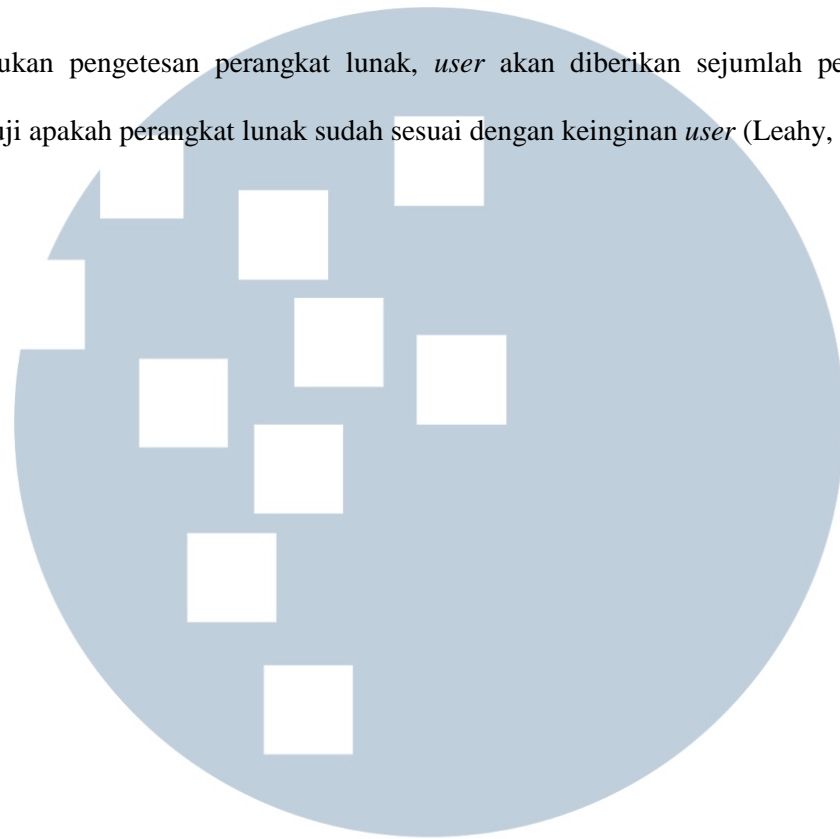 ukan pengetesan perangkat lunak, user akan diberikan sejumlah pe
uji apakah perangkat lunak sudah sesuai dengan keinginan user (Leahy,